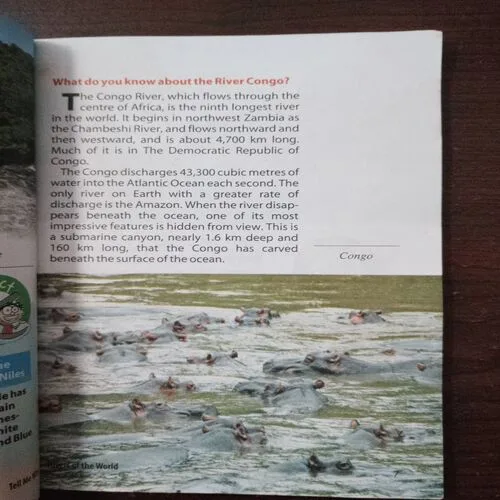 What do you know about the River Congo?
The Congo River, which flows through the
centre of Africa, is the ninth longest river
in the world. It begins in northwest Zambia as
the Chambeshi River, and flows northward and
then westward, and is about 4,700 km long.
Much of it is in The Democratic Republic of
Congo.
The Congo discharges 43,300 cubic metres of
water into the Atlantic Ocean each second. The
only river on Earth with a greater rate of
discharge is the Amazon. When the river disap-
pears beneath the ocean, one of its most
impressive features is hidden from view. This is
a submarine canyon, nearly 1.6 km deep and
160 km long, that the Congo has carved
beneath the surface of the ocean.
Congo
of the World
Niles
has
and Blue
Tell Me